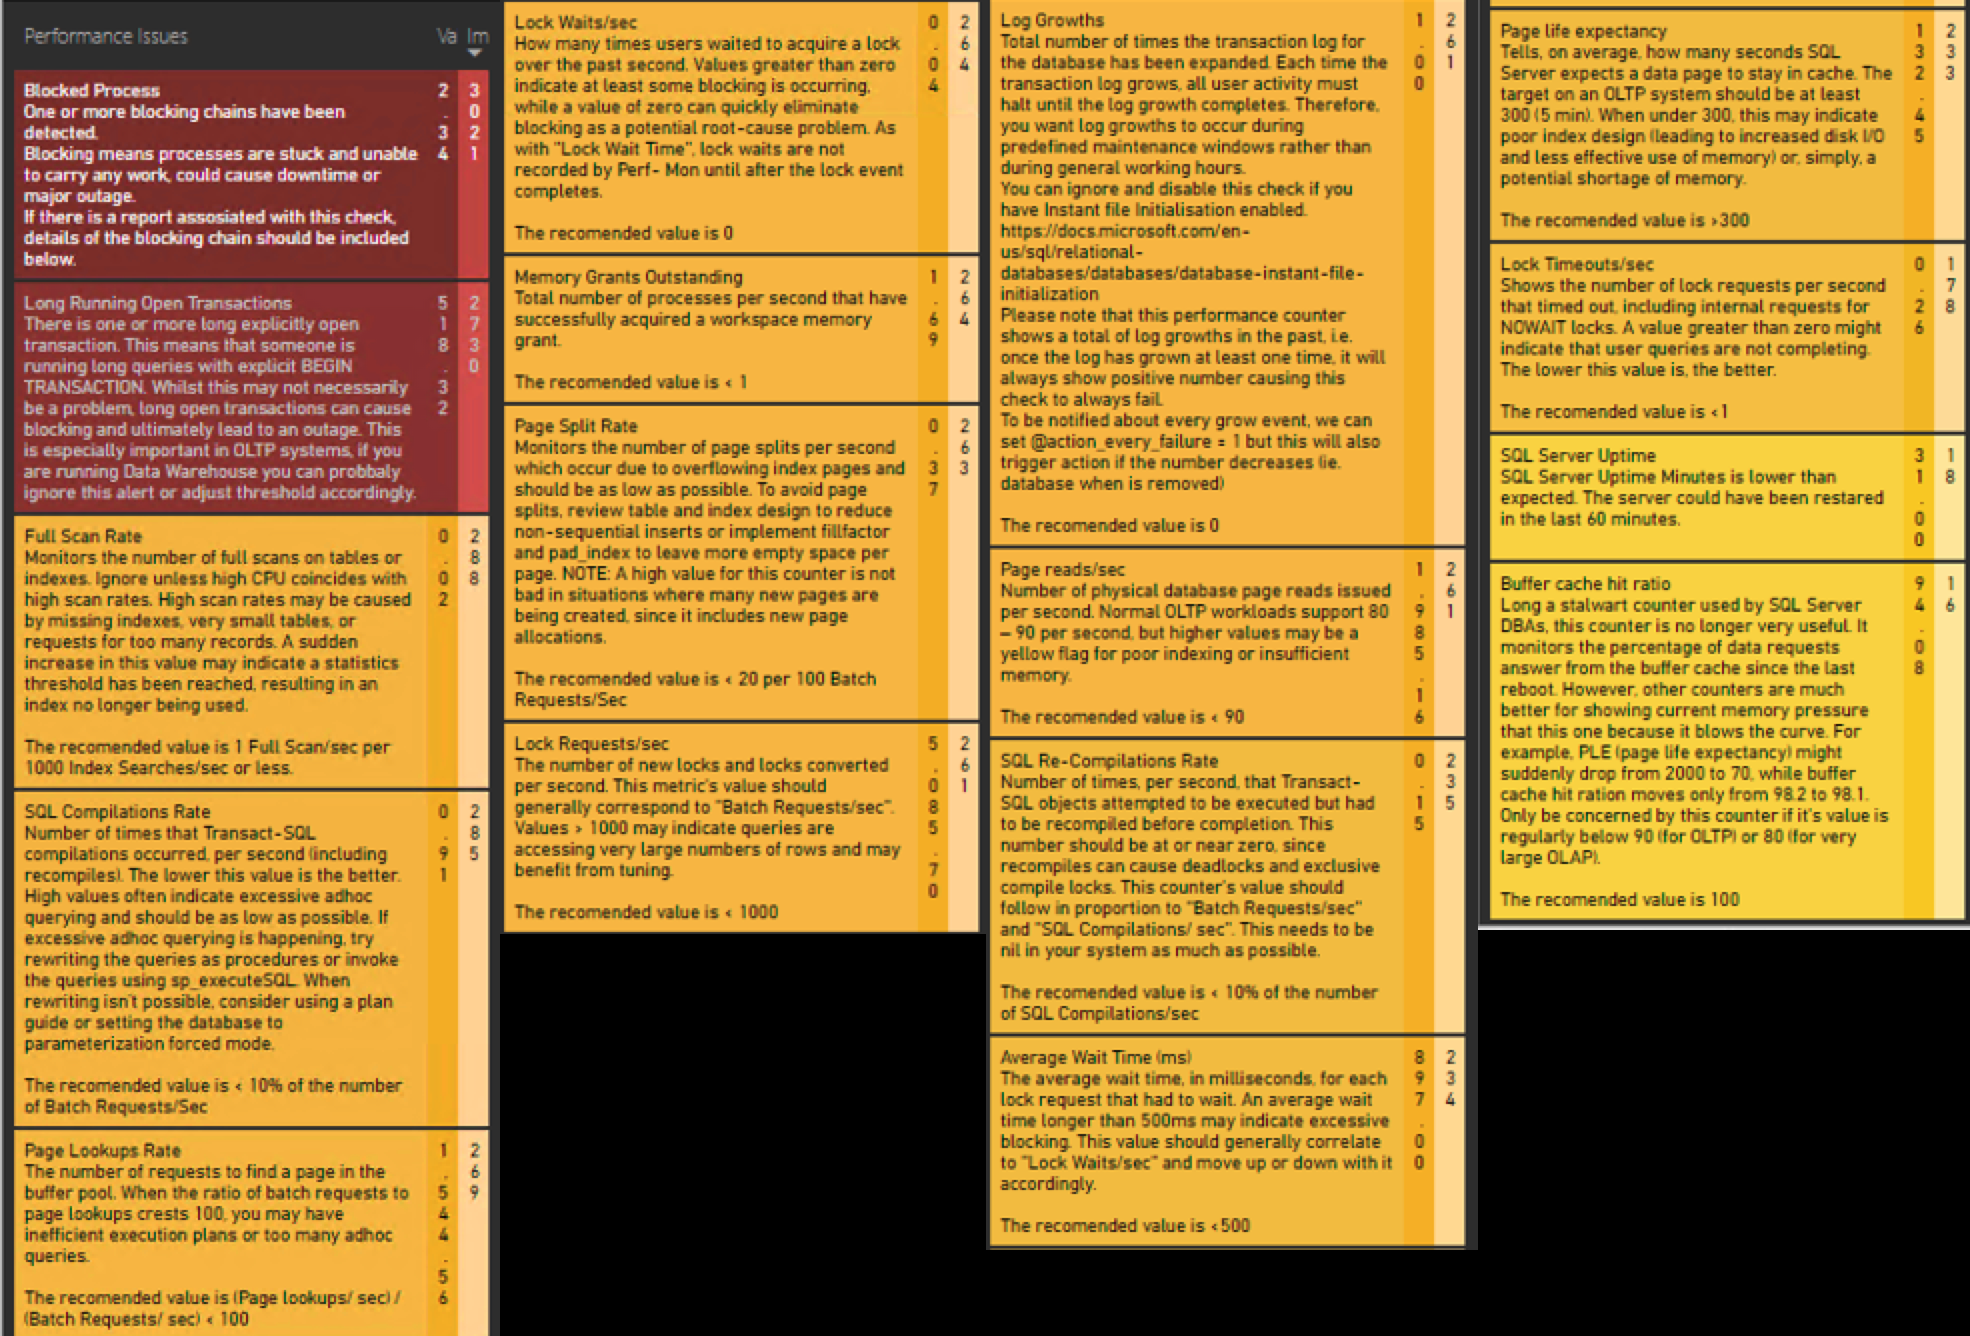 Performance Issues Va Im
Blocked Process 2 3
One or more blocking chains have been . 0
detected. 3 2
Blocking means processes are stuck and unable 4 1
to carry any work, could cause downtime or
major outage.
If there is a report assosiated with this check,
details of the blocking chain should be included
below.
Long Running Open Transactions 5 2
There is one or more long explicitly open 1 7
transaction. This means that someone is 8 3
running long queries with explicit BEGIN . 0
TRANSACTION. Whilst this may not necessarily 3
be a problem, long open transactions can cause 2
blocking and ultimately lead to an outage. This
is especially important in OLTP systems, if you
are running Data Warehouse you can probbaly
ignore this alert or adjust threshold accordingly.
Full Scan Rate 0 2
Monitors the number of full scans on tables or . 8
indexes. Ignore unless high CPU coincides with 0 8
high scan rates. High scan rates may be caused 2
by missing indexes, very small tables, or
requests for too many records. A sudden
increase in this value may indicate a statistics
threshold has been reached, resulting in an
index no longer being used.
The recomended value is 1 Full Scan/sec per
1000 Index Searches/sec or less.
SQL Compilations Rate 0 2
Number of times that Transact-SQL . 8
compilations occurred, per second (including 9 5
recompiles). The lower this value is the better. 1
High values often indicate excessive adhoc
querying and should be as low as possible. If
excessive adhoc querying is happening, try
rewriting the queries as procedures or invoke
the queries using sp_executeSQL. When
rewriting isn't possible, consider using a plan
guide or setting the database to
parameterization forced mode.
The recomended value is < 10% of the number
of Batch Requests/Sec
Page Lookups Rate 1 2
The number of requests to find a page in the . 6
buffer pool. When the ratio of batch requests to 5 9
page lookups crests 100, you may have 4
inefficient execution plans or too many adhoc 4
queries. .
5
The recomended value is (Page lookups/ sec) / 6
(Batch Requests/ sec) < 100
Lock Waits/sec 0 2
How many times users waited to acquire a lock . 6
over the past second. Values greater than zero 0 4
indicate at least some blocking is occurring, 4
while a value of zero can quickly eliminate
blocking as a potential root-cause problem. As
with "Lock Wait Time", lock waits are not
recorded by Perf- Mon until after the lock event
completes.
The recomended value is 0
Memory Grants Outstanding 1 2
Total number of processes per second that have . 6
successfully acquired a workspace memory 6 4
grant. 9
The recomended value is < 1
Page Split Rate 0 2
Monitors the number of page splits per second . 6
which occur due to overflowing index pages and 3 3
should be as low as possible. To avoid page 7
splits, review table and index design to reduce
non-sequential inserts or implement fillfactor
and pad_index to leave more empty space per
page. NOTE: A high value for this counter is not
bad in situations where many new pages are
being created, since it includes new page
allocations.
The recomended value is < 20 per 100 Batch
Requests/Sec
Lock Requests/sec 5 2
The number of new locks and locks converted . 6
per second. This metric's value should 0 1
generally correspond to "Batch Requests/sec". 8
Values > 1000 may indicate queries are 5
accessing very large numbers of rows and may .
benefit from tuning. 7
0
The recomended value is < 1000
Log Growths 1 2
Total number of times the transaction log for . 6
the database has been expanded. Each time the 0 1
transaction log grows, all user activity must 0
halt until the log growth completes. Therefore,
you want log growths to occur during
predefined maintenance windows rather than
during general working hours.
You can ignore and disable this check if you
have Instant file Initialisation enabled.
https://docs.microsoft.com/en-
us/sql/relational-
databases/databases/database-instant-file-
initialization
Please note that this performance counter
shows a total of log growths in the past, i.e.
once the log has grown at least one time, it will
always show positive number causing this
check to always fail.
To be notified about every grow event, we can
set @action_every_failure = 1 but this will also
trigger action if the number decreases (ie.
database when is removed)
The recomended value is 0
Page reads/sec 1 2
Number of physical database page reads issued . 6
per second. Normal OLTP workloads support 80 9 1
– 90 per second, but higher values may be a 8
yellow flag for poor indexing or insufficient 5
memory. .
1
The recomended value is < 90 6
SQL Re-Compilations Rate 0 2
Number of times, per second, that Transact- . 3
SQL objects attempted to be executed but had 1 5
to be recompiled before completion. This 5
number should be at or near zero, since
recompiles can cause deadlocks and exclusive
compile locks. This counter's value should
follow in proportion to "Batch Requests/sec"
and "SQL Compilations/ sec". This needs to be
nil in your system as much as possible.
The recomended value is < 10% of the number
of SQL Compilations/sec
Average Wait Time (ms) 8 2
The average wait time, in milliseconds, for each 9 3
lock request that had to wait. An average wait 7 4
time longer than 500ms may indicate excessive .
blocking. This value should generally correlate 0
to "Lock Waits/sec" and move up or down with it 0
accordingly.
The recomended value is <500
Page life expectancy 1 2
Tells, on average, how many seconds SQL 3 3
Server expects a data page to stay in cache. The 2 3
target on an OLTP system should be at least .
300 (5 min). When under 300, this may indicate 4
poor index design (leading to increased disk I/O 5
and less effective use of memory) or, simply, a
potential shortage of memory.
The recomended value is >300
Lock Timeouts/sec 0 1
Shows the number of lock requests per second . 7
that timed out, including internal requests for 2 8
NOWAIT locks. A value greater than zero might 6
indicate that user queries are not completing.
The lower this value is, the better.
The recomended value is <1
SQL Server Uptime 3 1
SQL Server Uptime Minutes is lower than 1 8
expected. The server could have been restared .
in the last 60 minutes. 0
0
Buffer cache hit ratio 9 1
Long a stalwart counter used by SQL Server 4 6
DBAs, this counter is no longer very useful. It .
monitors the percentage of data requests 0
answer from the buffer cache since the last 8
reboot. However, other counters are much
better for showing current memory pressure
that this one because it blows the curve. For
example, PLE (page life expectancy) might
suddenly drop from 2000 to 70, while buffer
cache hit ration moves only from 98.2 to 98.1.
Only be concerned by this counter if it's value is
regularly below 90 (for OLTP) or 80 (for very
large OLAP).
The recomended value is 100